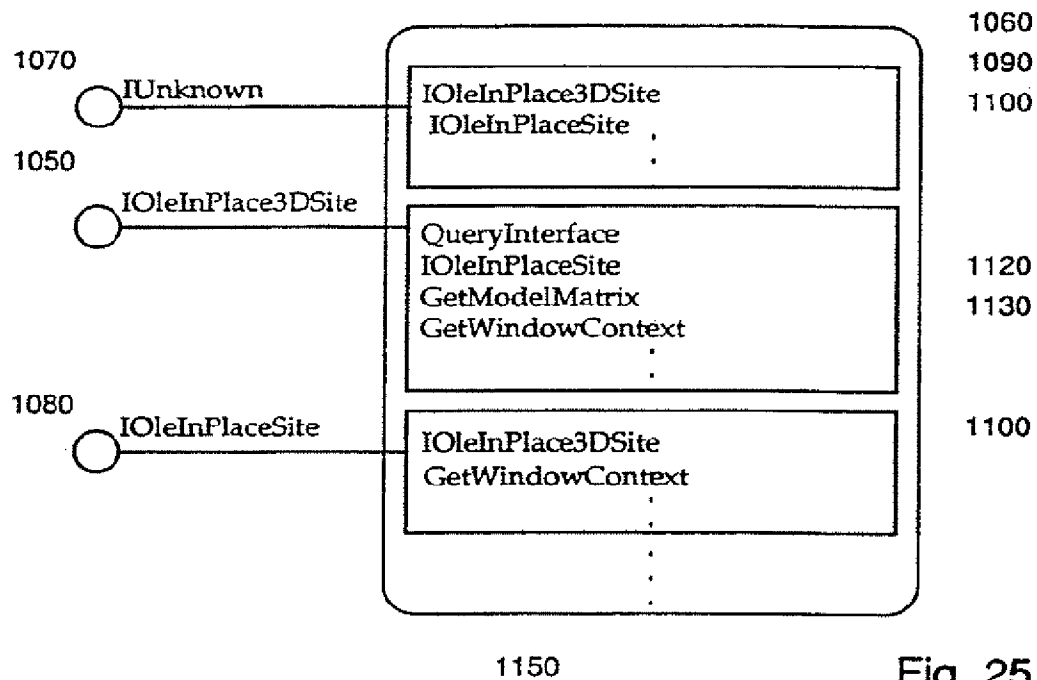 1060
1070
1090
IUnknown
IOleInPlace3DSite
1100
IOleInPlaceSite
1050
IOleInPlace3DSite
QueryInterface
IOleInPlaceSite
1120
GetModelMatrix
1130
GetWindowContext
1080
IOleInPlaceSite
IOleInPlace3DSite
1100
GetWindowContext
1150
Fig. 25